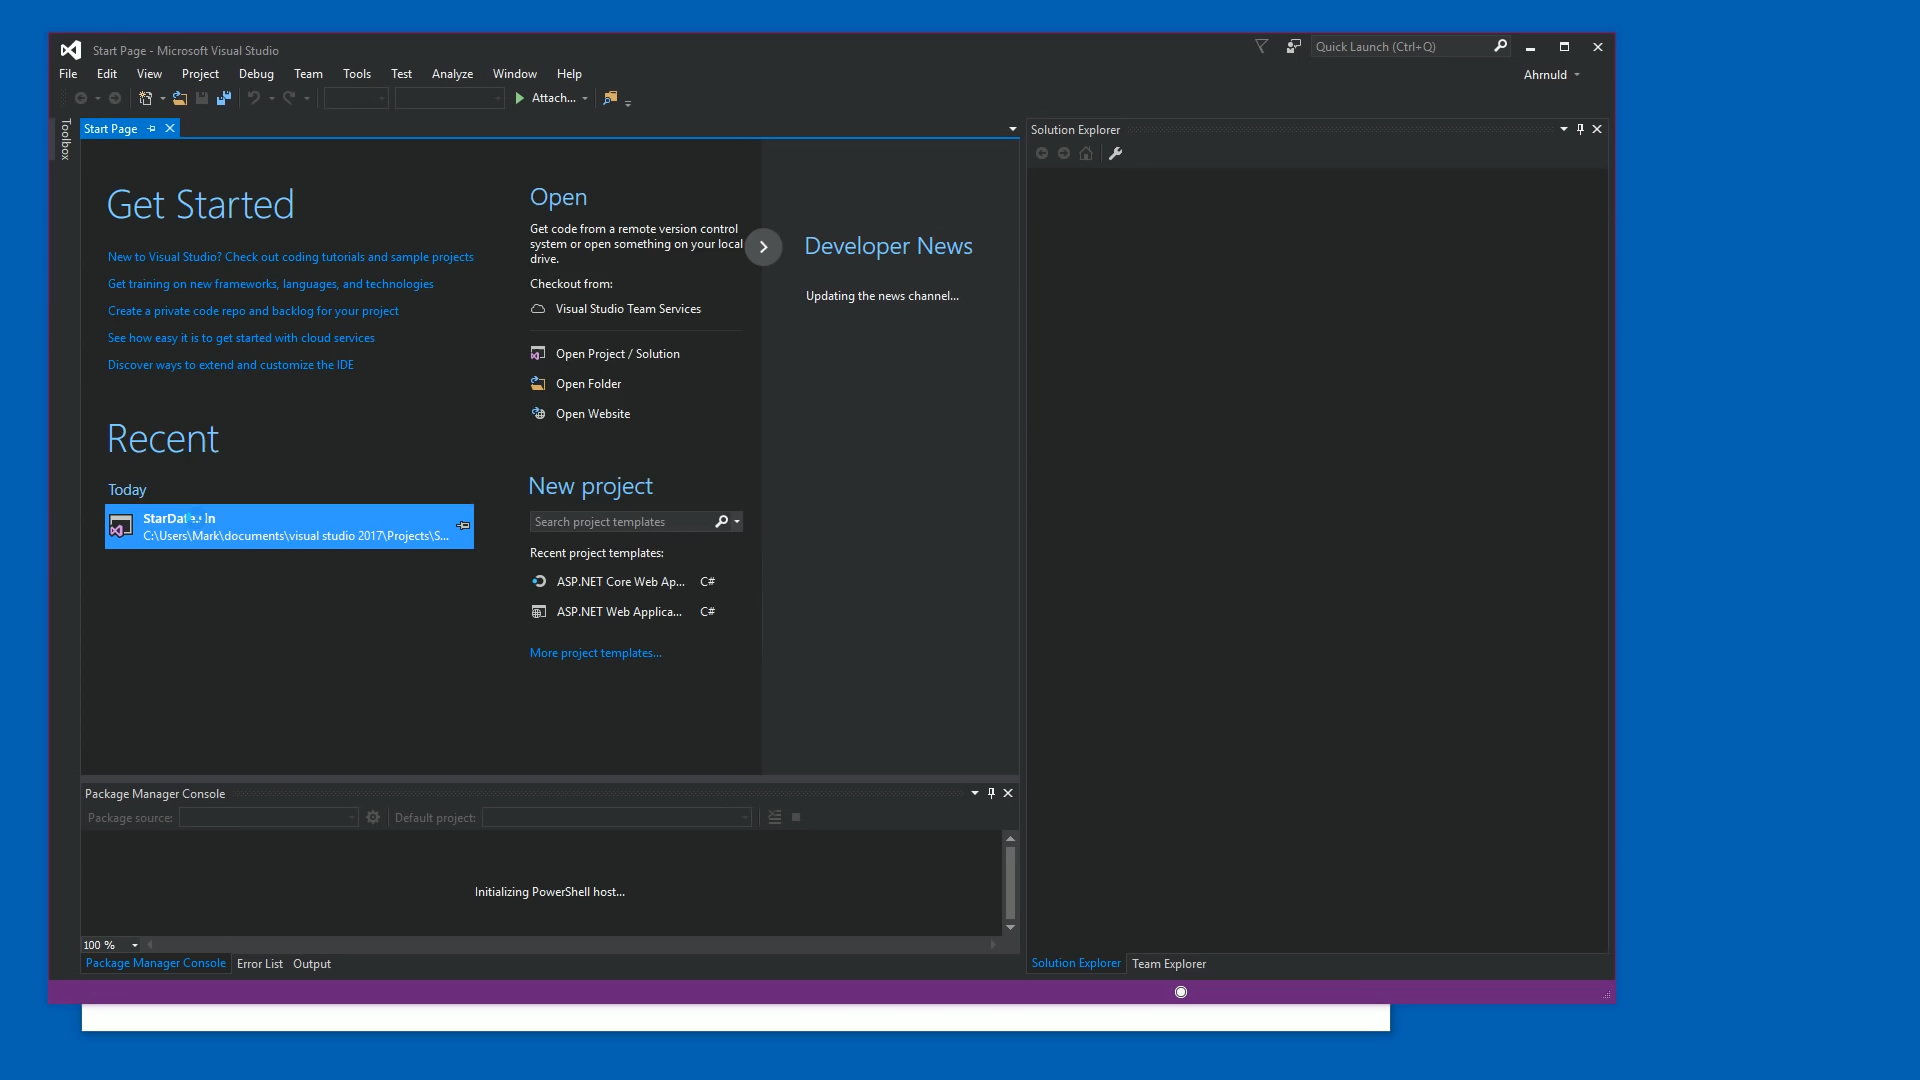 Start Page - Microsoft Visual Studio
Quick Launch (Ctrl+Q)
File Edit View Project Debug Team Tools Test Analyze Window Help
Ahrnuld
Attach...
Toolbox
Start Page
Get Started
New to Visual Studio? Check out coding tutorials and sample projects
Get training on new frameworks, languages, and technologies
Create a private code repo and backlog for your project
See how easy it is to get started with cloud services
Discover ways to extend and customize the IDE
Recent
Today
C:\Users\Mark\documents\visual studio 2017\Projects\S...
Open
Get code from a remote version control
system or open something on your local
drive.
Checkout from:
Visual Studio Team Services
Open Project / Solution
Open Folder
Open Website
New project
Search project templates
Recent project templates:
ASP.NET Core Web Ap... C#
ASP.NET Web Applica... C#
More project templates...
Developer News
Updating the news channel...
Solution Explorer
Package Manager Console
Package source:
Default project:
Initializing PowerShell host...
100 %
Package Manager Console Error List Output
Solution Explorer Team Explorer